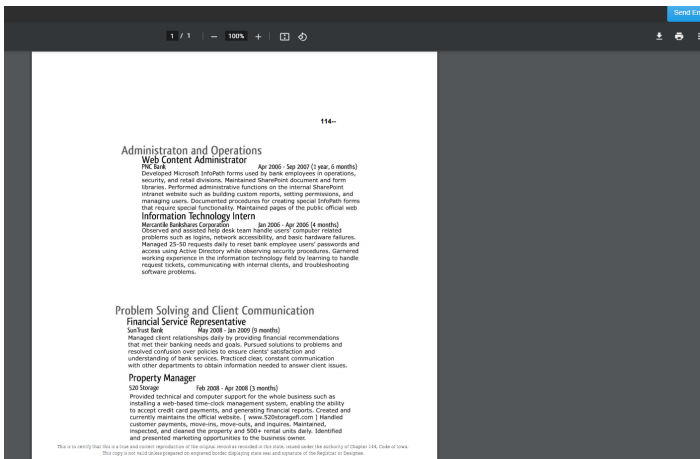 Send Em
1 / 1 | − 100% + |
114--
Administraton and Operations
Web Content Administrator
PNC Bank Apr 2006 - Sep 2007 (1 year, 6 months)
Developed Microsoft InfoPath forms used by bank employees in operations,
security, and retail divisions. Maintained SharePoint document and form
libraries. Performed administrative functions on the internal SharePoint
intranet website such as building custom reports, setting permissions, and
managing users. Documented procedures for creating special InfoPath forms
that require special functionality. Maintained pages of the public official web
Information Technology Intern
Mercantile Bankshares Corporation Jan 2006 - Apr 2006 (4 months)
Observed and assisted help desk team handle users' computer related
problems such as logins, network accessibility, and basic hardware failures.
Managed 25-50 requests daily to reset bank employee users' passwords and
access using Active Directory while observing security procedures. Garnered
working experience in the information technology field by learning to handle
request tickets, communicating with internal clients, and troubleshooting
software problems.
Problem Solving and Client Communication
Financial Service Representative
SunTrust Bank May 2008 - Jan 2009 (9 months)
Managed client relationships daily by providing financial recommendations
that met their banking needs and goals. Pursued solutions to problems and
resolved confusion over policies to ensure clients' satisfaction and
understanding of bank services. Practiced clear, constant communication
with other departments to obtain information needed to answer client issues.
Property Manager
520 Storage Feb 2008 - Apr 2008 (3 months)
Provided technical and computer support for the whole business such as
installing a web-based time-clock management system, enabling the ability
to accept credit card payments, and generating financial reports. Created and
currently maintains the official website. [ www.520storagefl.com ] Handled
customer payments, move-ins, move-outs, and inquires. Maintained,
inspected, and cleaned the property and 500+ rental units daily. Identified
and presented marketing opportunities to the business owner.
This is to certify that this is a true and correct reproduction of the original record as recorded in this state, issued under the authority of Chapter 144, Code of Iowa.
This copy is not valid unless prepared on engraved border displaying state seal and signature of the Registrar or Designee.